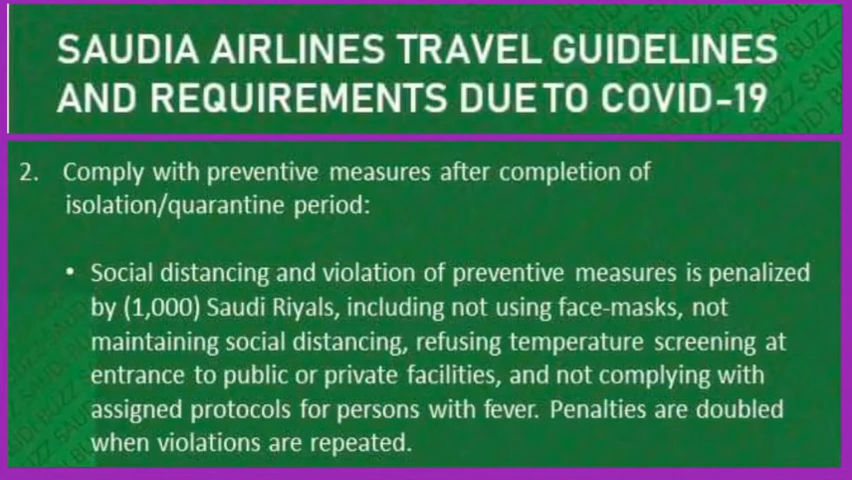 SAUDIA AIRLINES TRAVEL GUIDELINES
AND REQUIREMENTS DUE TO COVID-19
2. Comply with preventive measures after completion of
isolation/quarantine period:
• Social distancing and violation of preventive measures is penalized
by (1,000) Saudi Riyals, including not using face-masks, not
maintaining social distancing, refusing temperature screening at
entrance to public or private facilities, and not complying with
assigned protocols for persons with fever. Penalties are doubled
when violations are repeated.